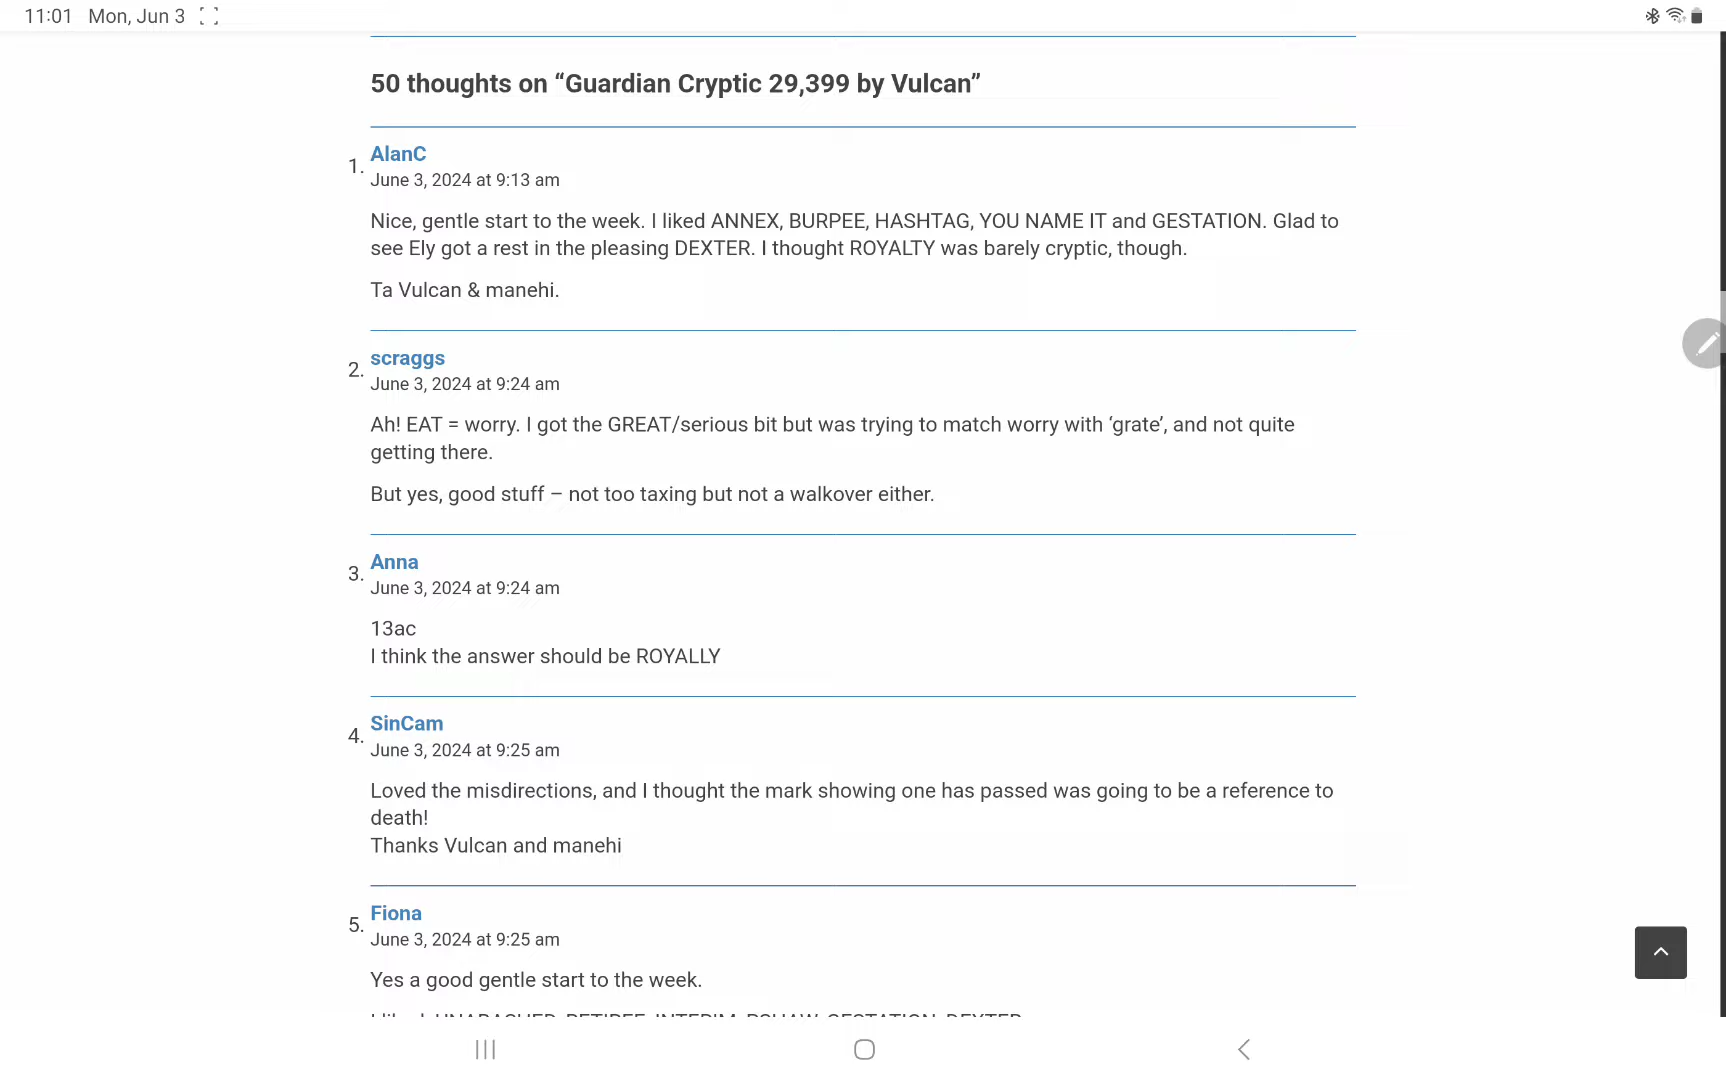 11:01 Mon, Jun 3
50 thoughts on “Guardian Cryptic 29,399 by Vulcan”
1. AlanC
June 3, 2024 at 9:13 am
Nice, gentle start to the week. I liked ANNEX, BURPEE, HASHTAG, YOU NAME IT and GESTATION. Glad to
see Ely got a rest in the pleasing DEXTER. I thought ROYALTY was barely cryptic, though.
Ta Vulcan & manehi.
2. scraggs
June 3, 2024 at 9:24 am
Ah! EAT = worry. I got the GREAT/serious bit but was trying to match worry with ‘grate’, and not quite
getting there.
But yes, good stuff – not too taxing but not a walkover either.
3. Anna
June 3, 2024 at 9:24 am
13ac
I think the answer should be ROYALLY
4. SinCam
June 3, 2024 at 9:25 am
Loved the misdirections, and I thought the mark showing one has passed was going to be a reference to
death!
Thanks Vulcan and manehi
5. Fiona
June 3, 2024 at 9:25 am
Yes a good gentle start to the week.